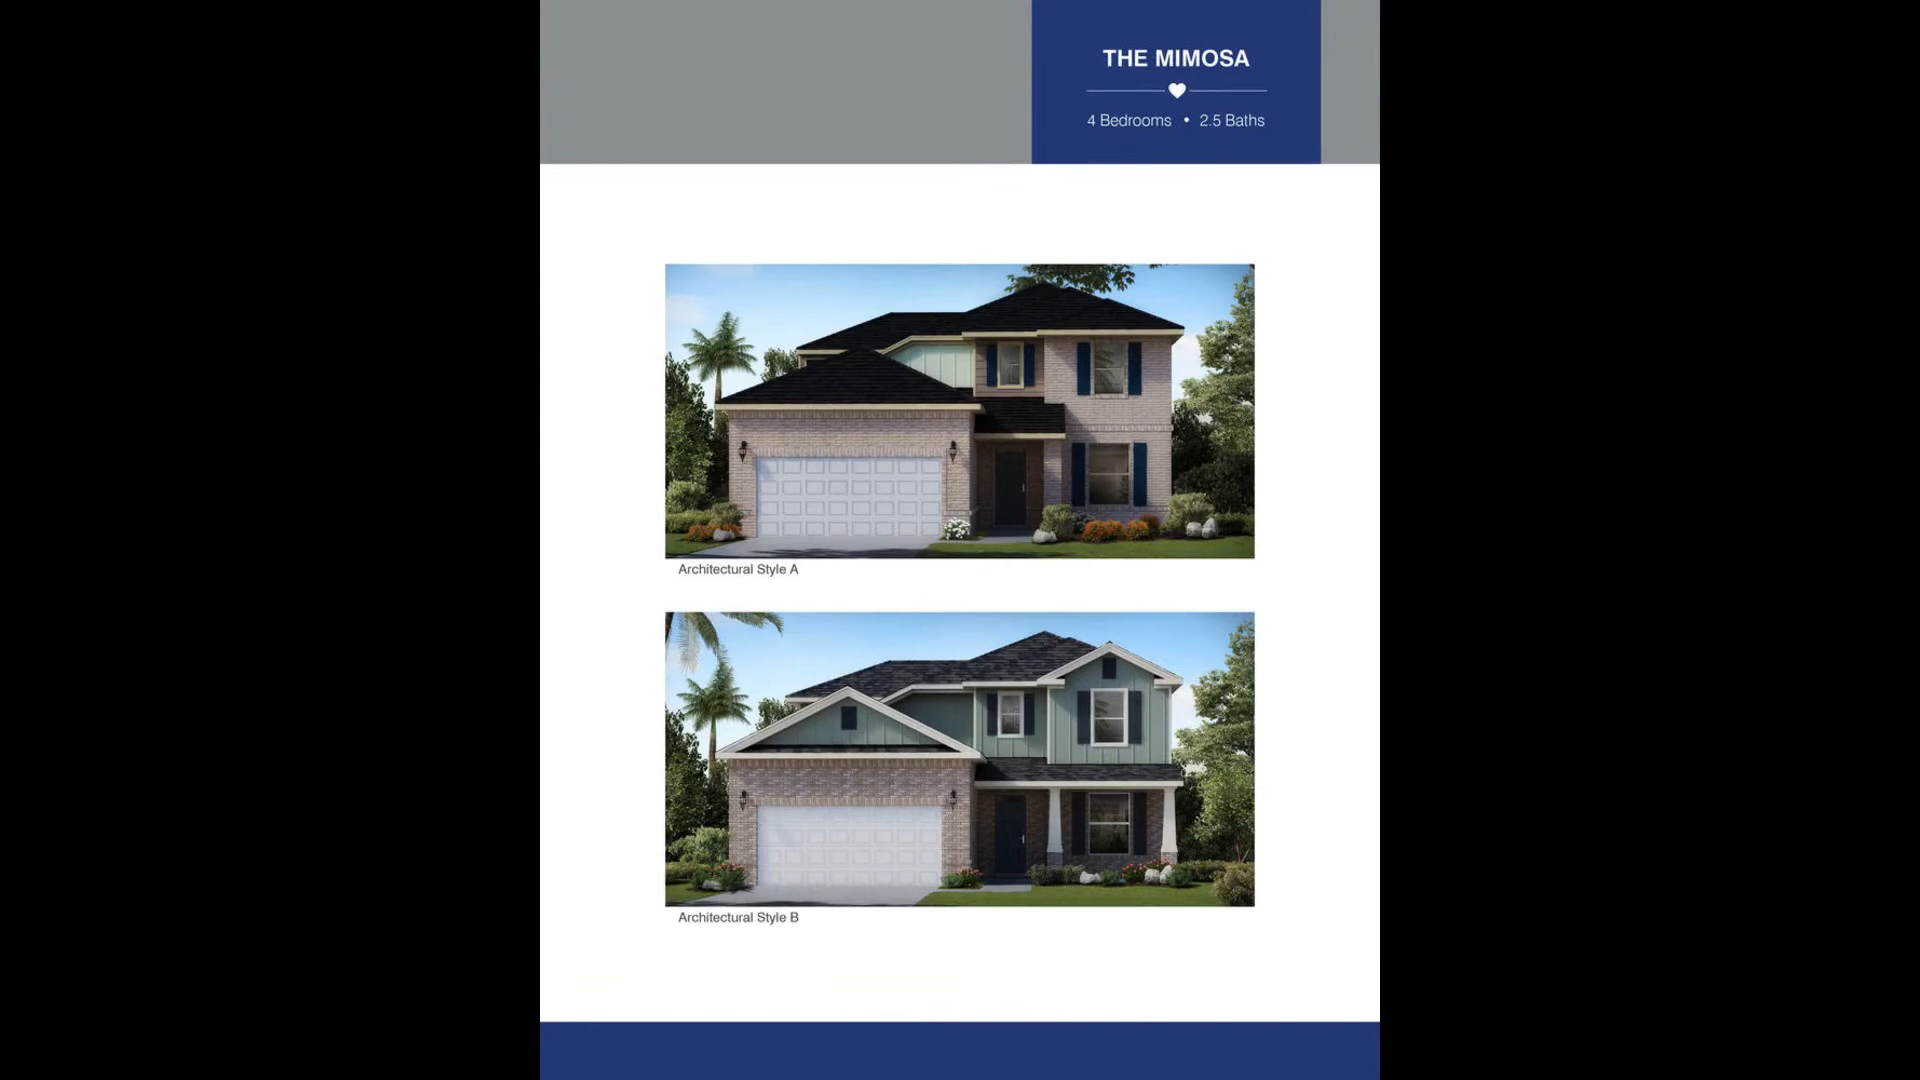 THE MIMOSA
4 Bedrooms • 2.5 Baths
Architectural Style A
Architectural Style B